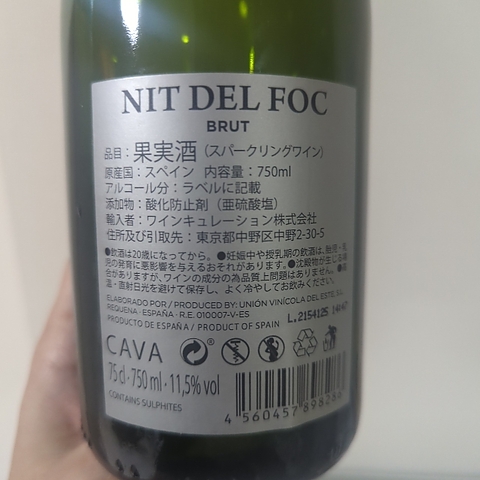 NIT DEL FOC
BRUT
品目：果実酒（スパークリングワイン）
原産国：スペイン 内容量：750ml
アルコール分：ラベルに記載
添加物：酸化防止剤（亜硫酸塩）
輸入者：ワインキュレーション株式会社
住所及び引取先：東京都中野区中野2-30-5
●飲酒は20歳になってから。●妊娠中や授乳期の飲酒は、胎児・乳
児の発育に悪影響を与えるおそれがあります。●沈殿物が生じる場
合がありますが、ワインの成分の為品質上問題はありません。●高
温・直射日光を避けて保存し、よく冷やしてお飲みください。
ELABORADO POR / PRODUCED BY: UNIÓN VINÍCOLA DEL ESTE, S.L.
REQUENA · ESPAÑA · R.E. 010007-V-ES
PRODUCTO DE ESPAÑA / PRODUCT OF SPAIN
L.2154125 14:47
CAVA
75 cl · 750 ml · 11,5% vol
CONTAINS SULPHITES
4 560457 898286